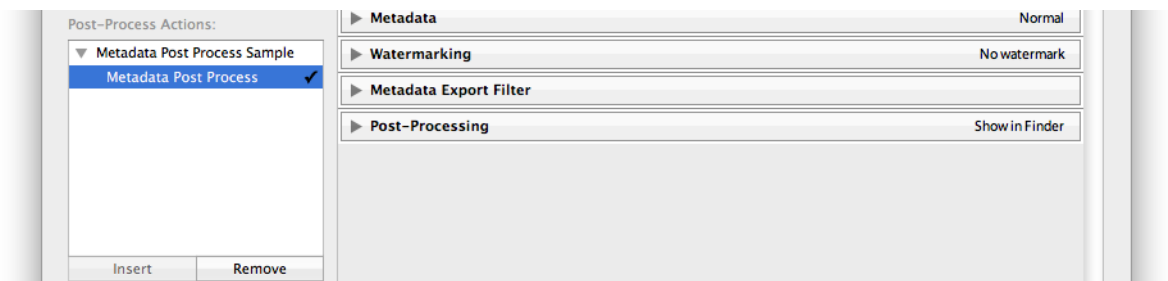 Post-Process Actions:
Metadata Post Process Sample
Metadata Post Process
Insert Remove
Metadata Normal
Watermarking No watermark
Metadata Export Filter
Post-Processing Show in Finder